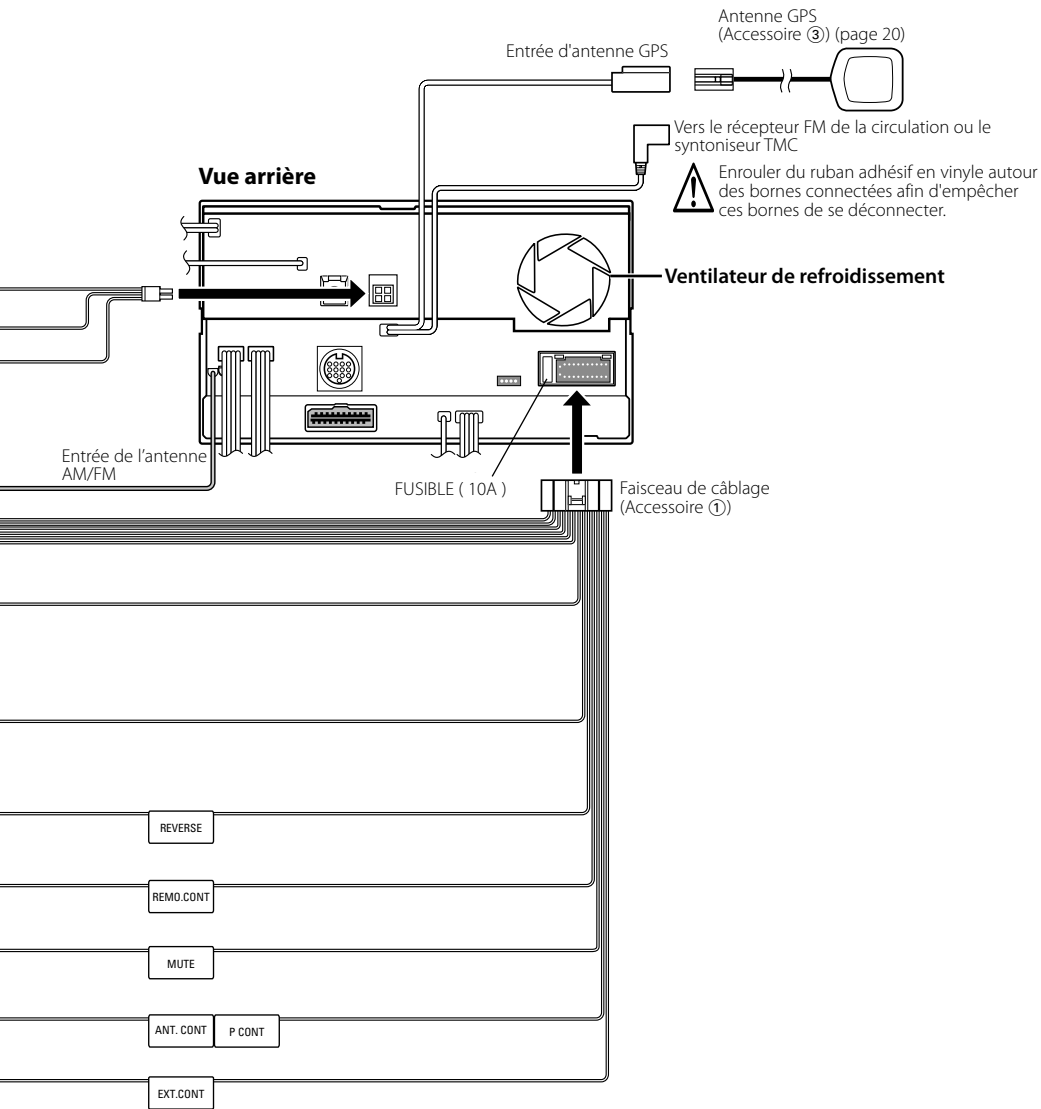 Antenne GPS
(Accessoire ③) (page 20)
Entrée d'antenne GPS
Vers le récepteur FM de la circulation ou le
syntoniseur TMC
Enrouler du ruban adhésif en vinyle autour
des bornes connectées afin d'empêcher
ces bornes de se déconnecter.
Vue arrière
Ventilateur de refroidissement
Entrée de l’antenne
AM/FM
FUSIBLE ( 10A )
Faisceau de câblage
(Accessoire ①)
REVERSE
REMO.CONT
MUTE
ANT. CONT
P CONT
EXT.CONT